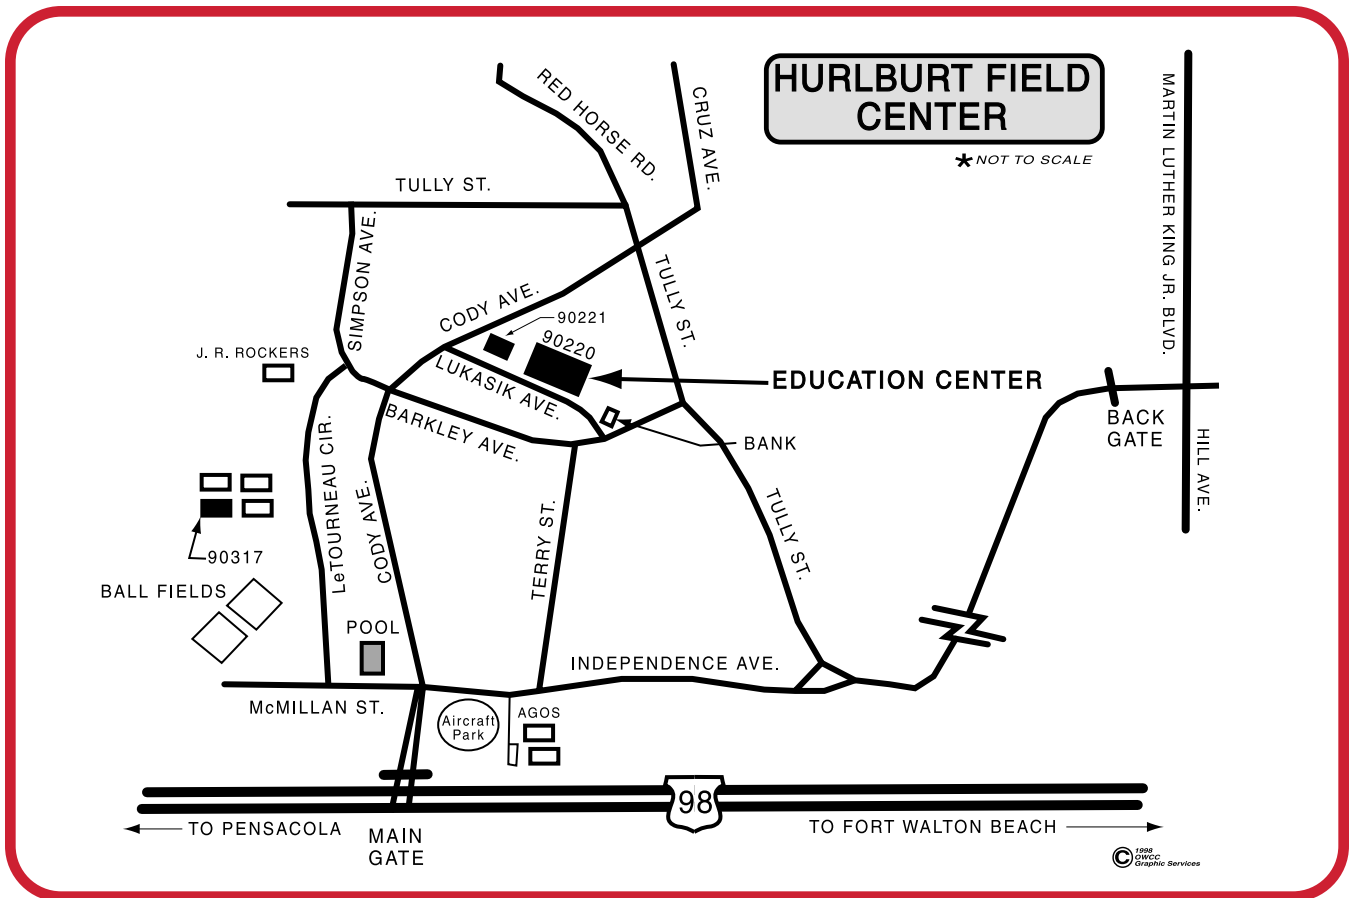 HURLBURT FIELD
CENTER
*NOT TO SCALE
RED HORSE RD.
CRUZ AVE.
MARTIN LUTHER KING JR. BLVD.
TULLY ST.
SIMPSON AVE.
TULLY ST.
CODY AVE.
90221
90220
J. R. ROCKERS
LUKASIK AVE.
EDUCATION CENTER
BARKLEY AVE.
BANK
BACK
GATE
HILL AVE.
LeTOURNEAU CIR.
CODY AVE.
TERRY ST.
TULLY ST.
90317
BALL FIELDS
POOL
INDEPENDENCE AVE.
McMILLAN ST.
Aircraft
Park
AGOS
98
TO PENSACOLA
MAIN
GATE
TO FORT WALTON BEACH
© 1998
OWCC
Graphic Services